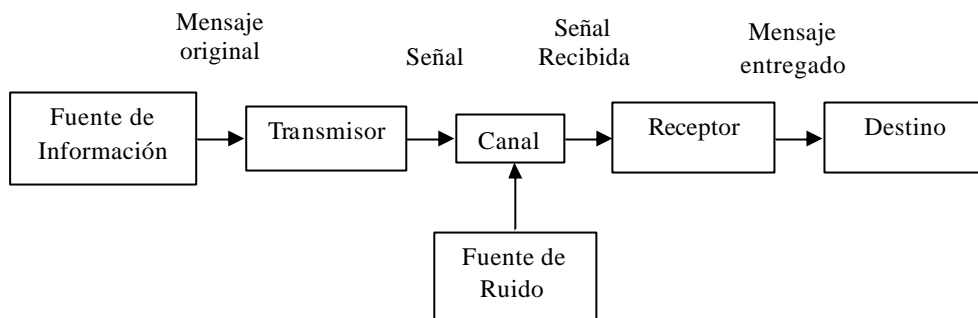 Mensaje
original
Señal
Señal
Recibida
Mensaje
entregado
Fuente de
Información
Transmisor
Canal
Receptor
Destino
Fuente de
Ruido